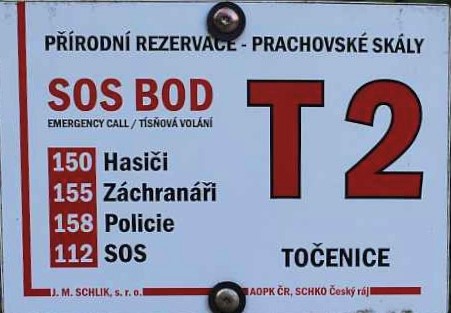 PŘÍRODNÍ REZERVACE - PRACHOVSKÉ SKÁLY
SOS BOD
EMERGENCY CALL / TÍSŇOVÁ VOLÁNÍ
T2
150 Hasiči
155 Záchranáři
158 Policie
112 SOS
TOČENICE
J. M. SCHLIK, s. r. o.
AOPK ČR, SCHKO Český ráj